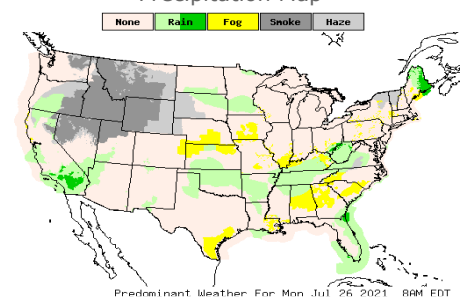 Precipitation Map
None Rain Fog Smoke Haze
Predominant Weather For Mon Jul 26 2021 8AM EDT